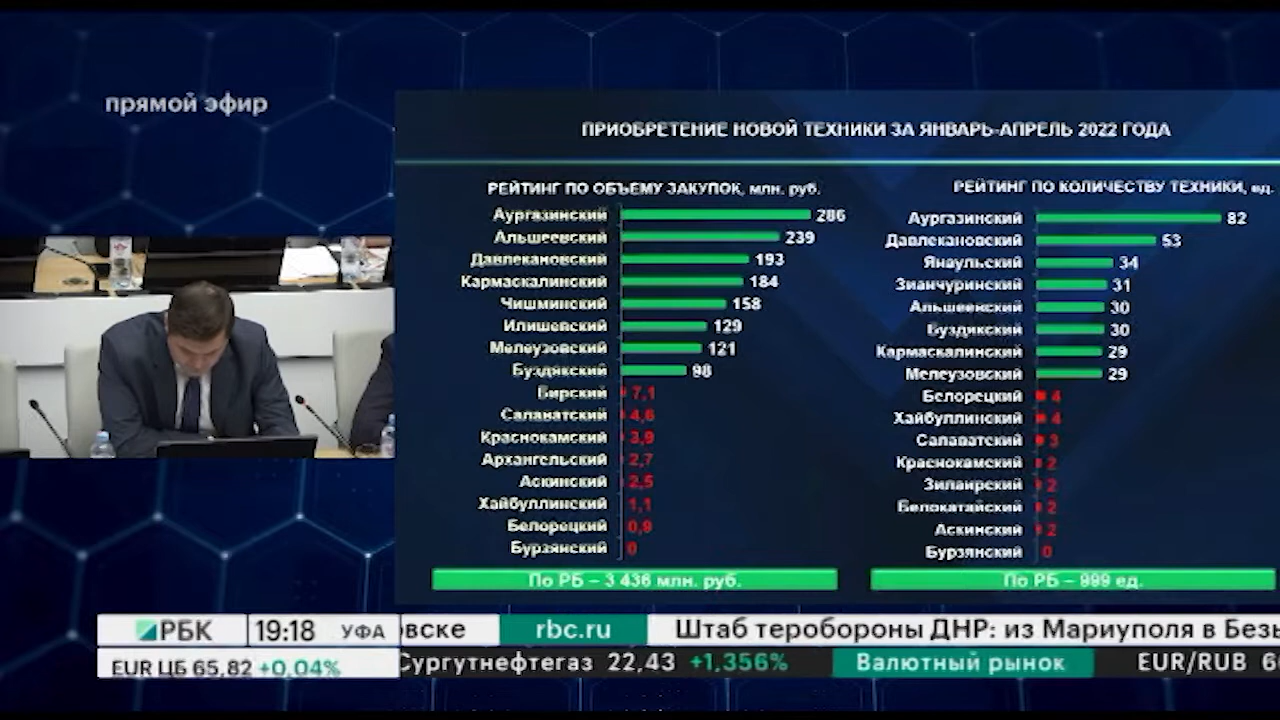 прямой эфир
ПРИОБРЕТЕНИЕ НОВОЙ ТЕХНИКИ ЗА ЯНВАРЬ-АПРЕЛЬ 2022 ГОДА
РЕЙТИНГ ПО ОБЪЕМУ ЗАКУПОК, млн. руб.
Аургазинский 286
Альшеевский 239
Давлекановский 193
Кармаскалинский 184
Чишминский 158
Илишевский 129
Мелеузовский 121
Буздякский 98
Бирский 7,1
Салаватский 4,6
Краснокамский 3,9
Архангельский 2,7
Аскинский 2,5
Хайбуллинский 1,1
Белорецкий 0,9
Бурзянский 0
По РБ – 3 436 млн. руб.
РЕЙТИНГ ПО КОЛИЧЕСТВУ ТЕХНИКИ, ед.
Аургазинский 82
Давлекановский 53
Янаульский 34
Зианчуринский 31
Альшеевский 30
Буздякский 30
Кармаскалинский 29
Мелеузовский 29
Белорецкий 4
Хайбуллинский 4
Салаватский 3
Краснокамский 2
Зилаирский 2
Белокатайский 2
Аскинский 2
Бурзянский 0
По РБ – 999 ед.
РБК 19:18 УФА овске rbc.ru Штаб теробороны ДНР: из Мариуполя в Безы
EUR ЦБ 65,82 +0,04% Сургутнефтегаз 22,43 +1,356% Валютный рынок EUR/RUB 6